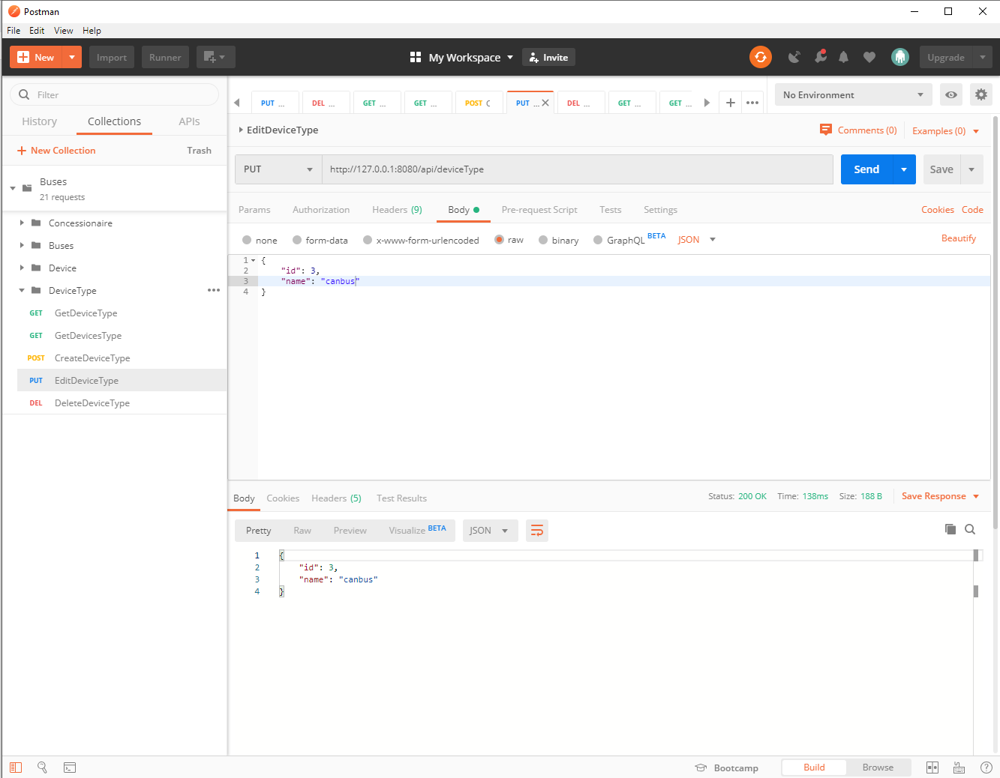 Postman
File Edit View Help
New Import Runner My Workspace Invite Upgrade
Filter
History Collections APIs
New Collection Trash
Buses
21 requests
Concessionaire
Buses
Device
DeviceType
GET GetDeviceType
GET GetDevicesType
POST CreateDeviceType
PUT EditDeviceType
DEL DeleteDeviceType
PUT ... DEL ... GET ... GET ... POST C PUT ... DEL ... GET ... GET ... No Environment
EditDeviceType Comments (0) Examples (0)
PUT http://127.0.0.1:8080/api/deviceType Send Save
Params Authorization Headers (9) Body Pre-request Script Tests Settings Cookies Code
none form-data x-www-form-urlencoded raw binary GraphQL BETA JSON Beautify
1 {
2 "id": 3,
3 "name": "canbus"
4 }
Body Cookies Headers (5) Test Results Status: 200 OK Time: 138ms Size: 188 B Save Response
Pretty Raw Preview Visualize BETA JSON
1 {
2 "id": 3,
3 "name": "canbus"
4 }
Bootcamp Build Browse